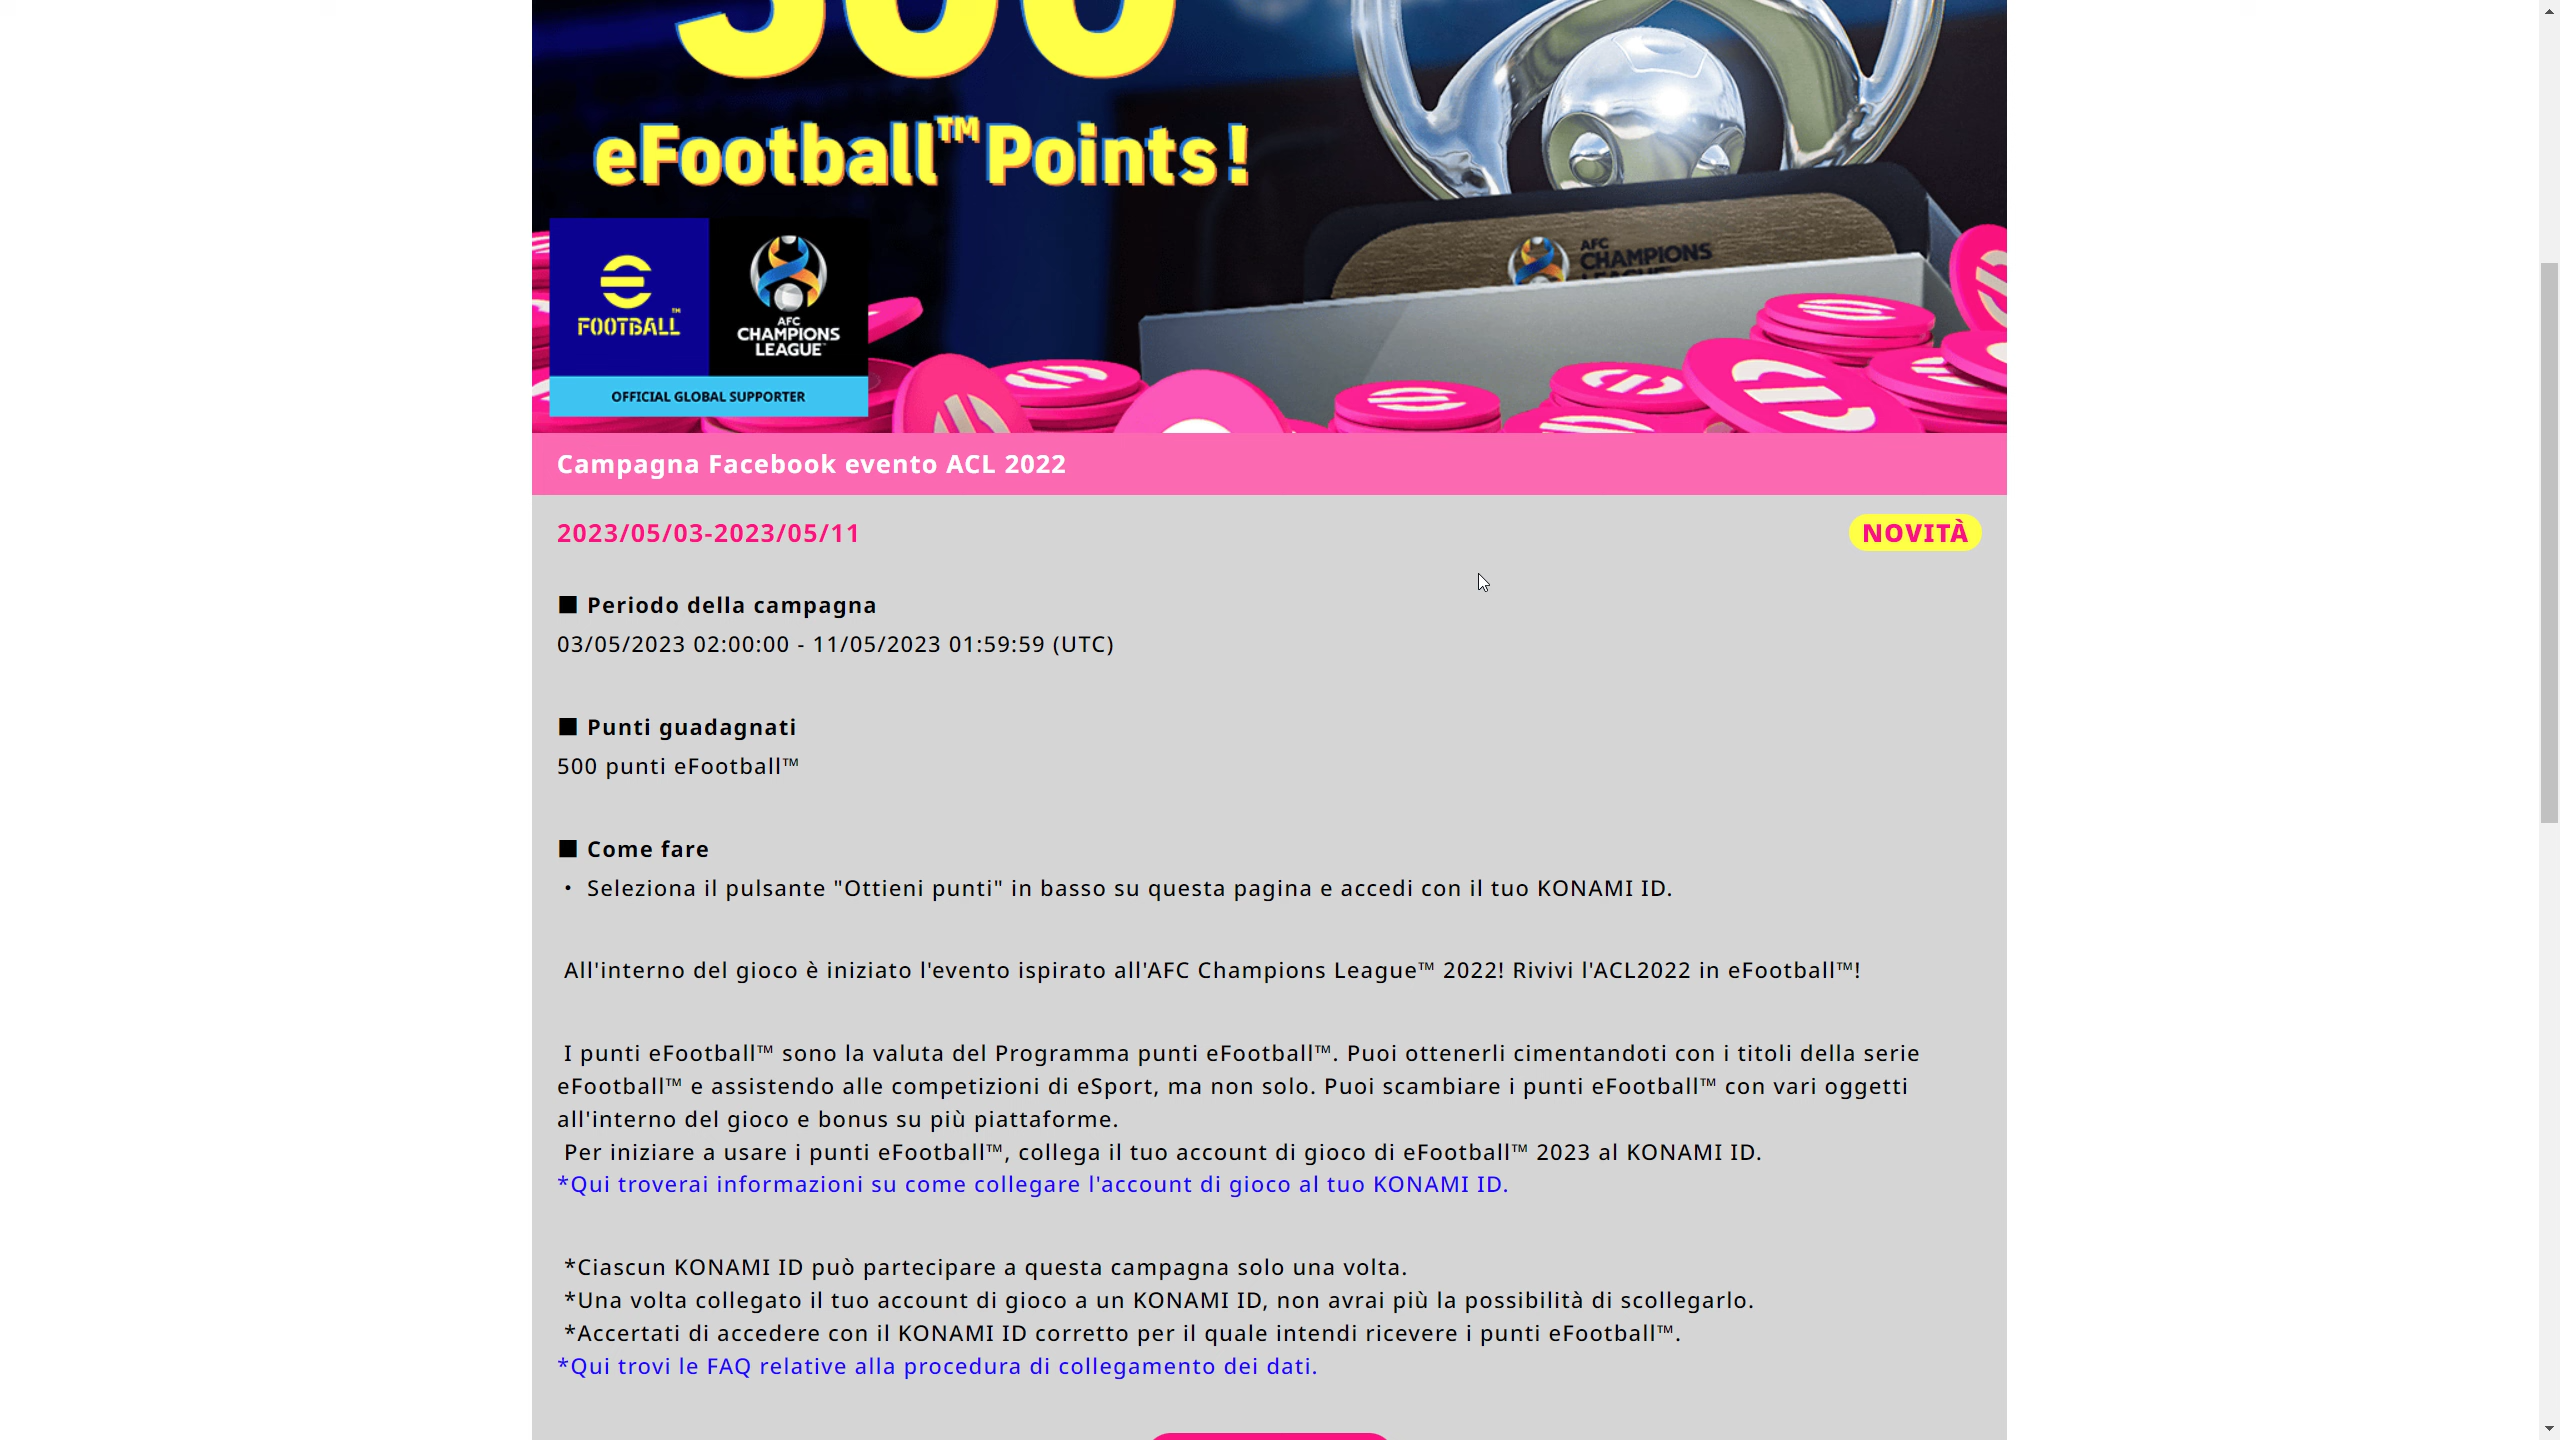 eFootball™ Points!
AFC
CHAMPIONS
FOOTBALL™
AFC
CHAMPIONS
LEAGUE
OFFICIAL GLOBAL SUPPORTER
Campagna Facebook evento ACL 2022
2023/05/03-2023/05/11
NOVITÀ
■ Periodo della campagna
03/05/2023 02:00:00 - 11/05/2023 01:59:59 (UTC)
■ Punti guadagnati
500 punti eFootball™
■ Come fare
・ Seleziona il pulsante "Ottieni punti" in basso su questa pagina e accedi con il tuo KONAMI ID.
All'interno del gioco è iniziato l'evento ispirato all'AFC Champions League™ 2022! Rivivi l'ACL2022 in eFootball™!
I punti eFootball™ sono la valuta del Programma punti eFootball™. Puoi ottenerli cimentandoti con i titoli della serie
eFootball™ e assistendo alle competizioni di eSport, ma non solo. Puoi scambiare i punti eFootball™ con vari oggetti
all'interno del gioco e bonus su più piattaforme.
Per iniziare a usare i punti eFootball™, collega il tuo account di gioco di eFootball™ 2023 al KONAMI ID.
*Qui troverai informazioni su come collegare l'account di gioco al tuo KONAMI ID.
*Ciascun KONAMI ID può partecipare a questa campagna solo una volta.
*Una volta collegato il tuo account di gioco a un KONAMI ID, non avrai più la possibilità di scollegarlo.
*Accertati di accedere con il KONAMI ID corretto per il quale intendi ricevere i punti eFootball™.
*Qui trovi le FAQ relative alla procedura di collegamento dei dati.